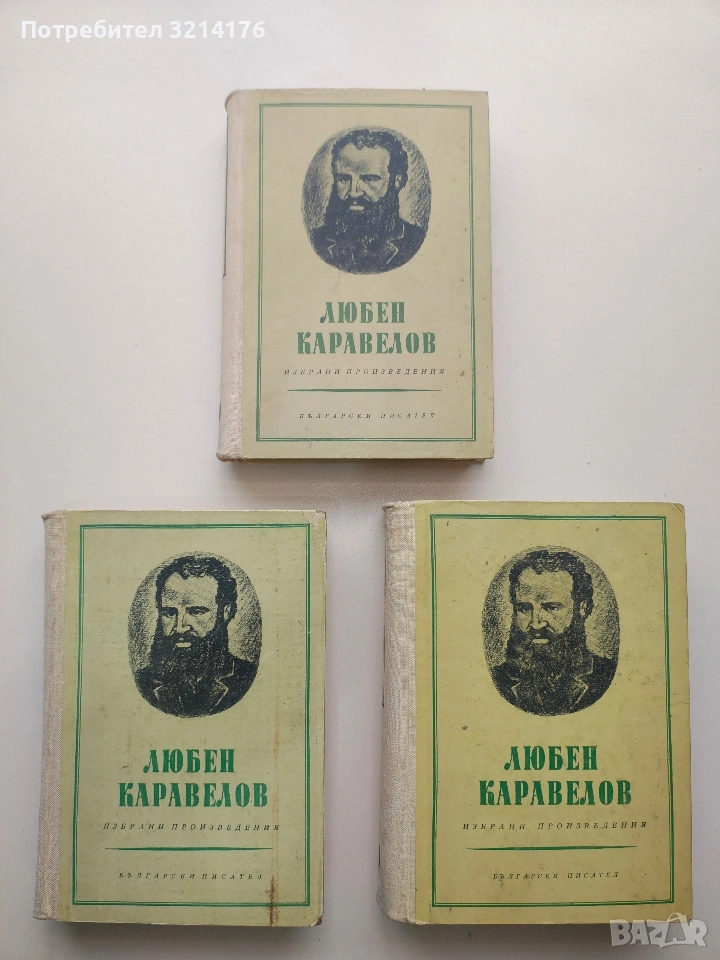 Потребител 3214176
ЛЮБЕН
КАРАВЕЛОВ
ИЗБРАНИ ПРОИЗВЕДЕНИЯ
БЪЛГАРСКИ ПИСАТЕЛ
ЛЮБЕН
КАРАВЕЛОВ
ИЗБРАНИ ПРОИЗВЕДЕНИЯ
БЪЛГАРСКИ ПИСАТЕЛ
ЛЮБЕН
КАРАВЕЛОВ
ИЗБРАНИ ПРОИЗВЕДЕНИЯ
БЪЛГАРСКИ ПИСАТЕЛ
BAZAR